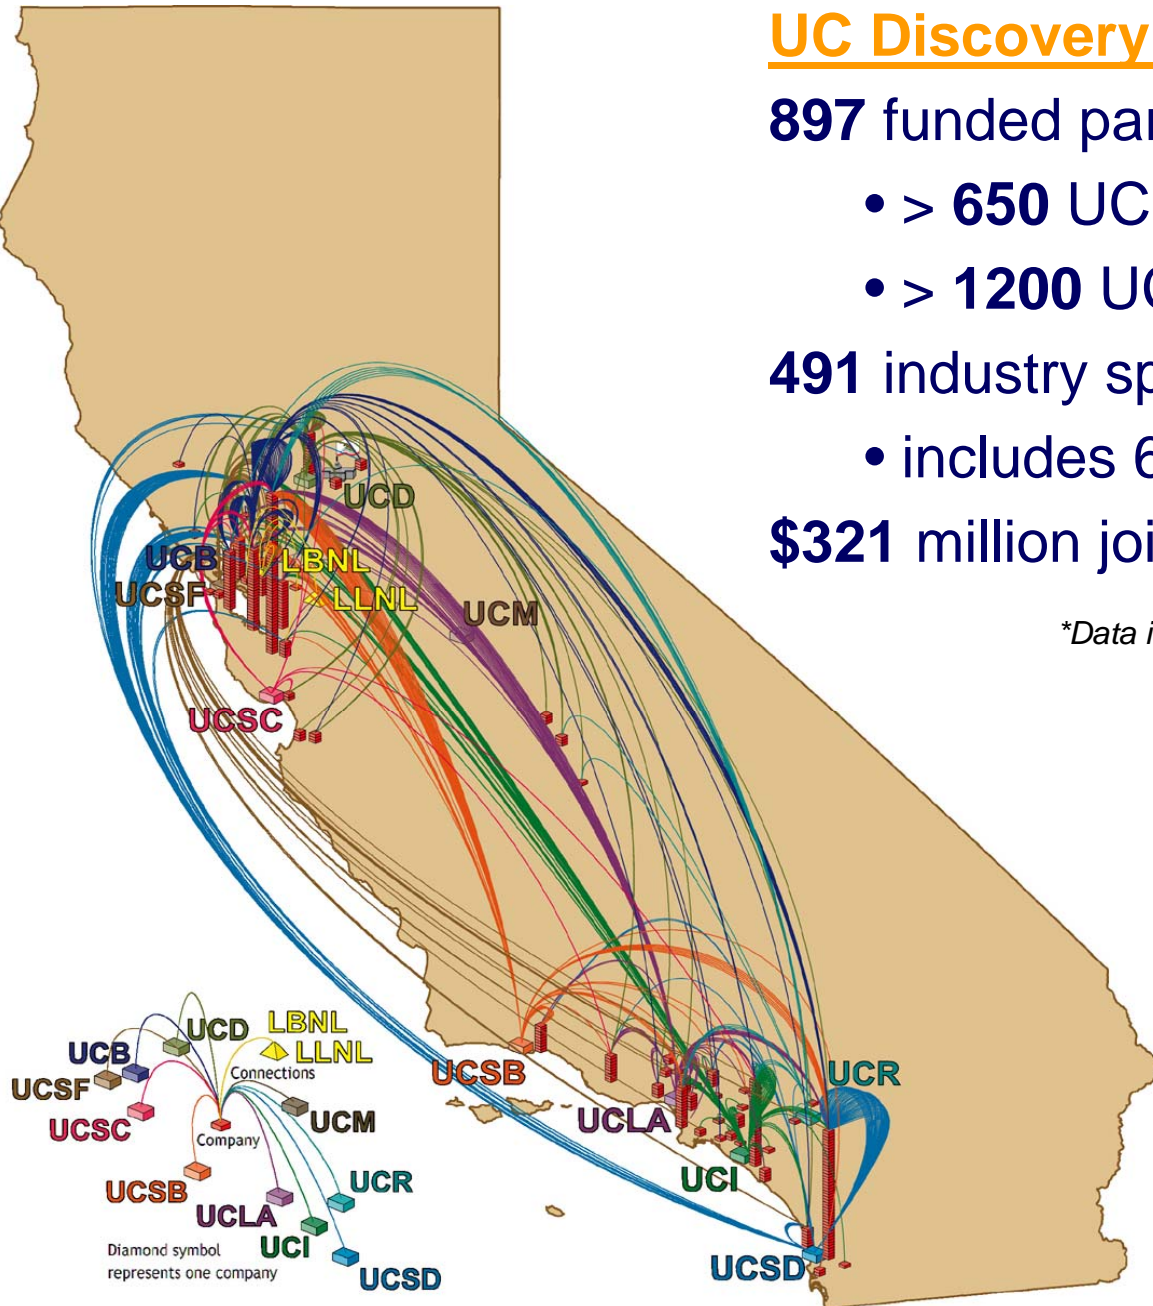 UC Discovery
897 funded par
• > 650 UC
• > 1200 UC
491 industry sp
• includes 6
$321 million joi
*Data i
UCD
UCB
LBNL
UCSF
LLNL
UCM
UCSC
UCSB
UCR
UCLA
UCI
UCSD
UCD
LBNL
UCB
LLNL
Connections
UCSF
UCM
UCSC
Company
UCSB
UCR
UCLA
UCI
Diamond symbol
represents one company
UCSD